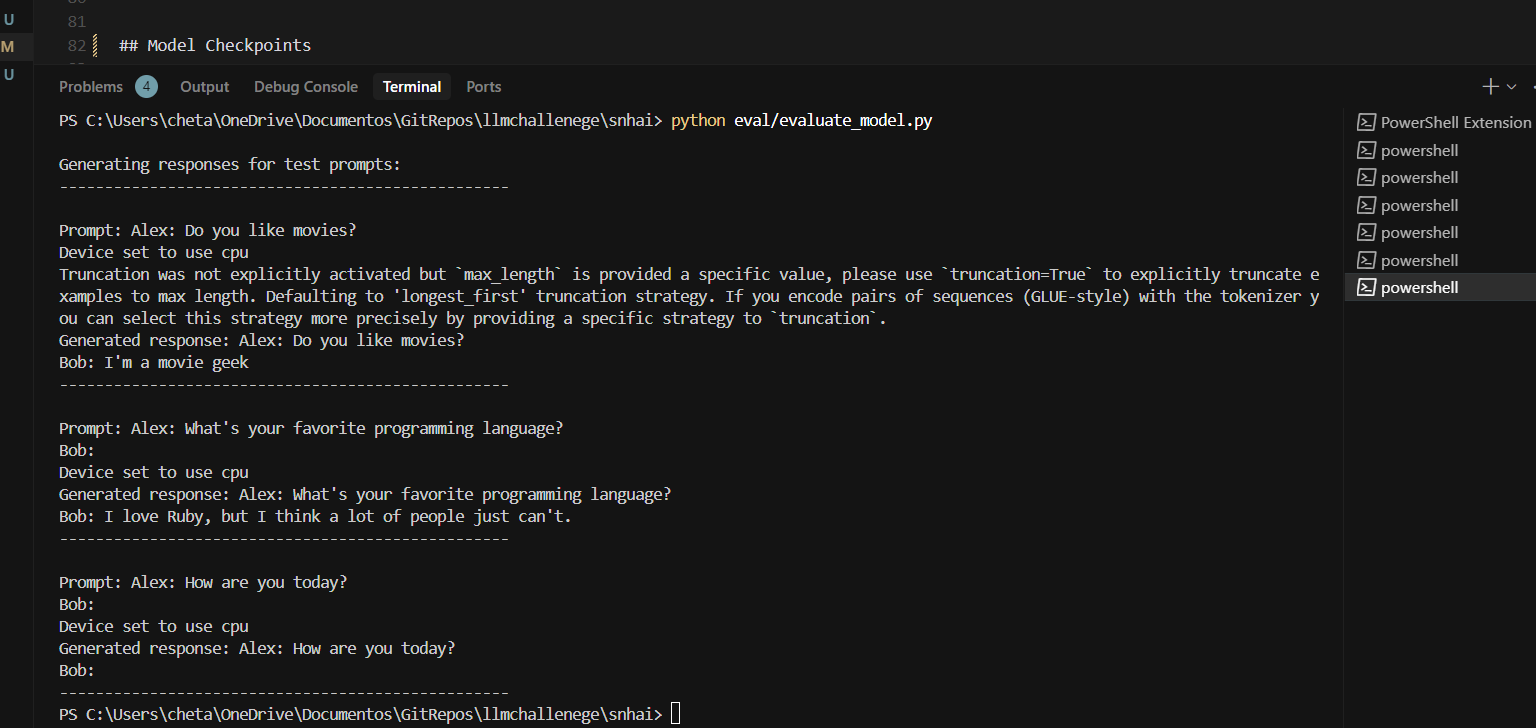 U
81
M
82 ## Model Checkpoints
U
Problems 4 Output Debug Console Terminal Ports
PS C:\Users\cheta\OneDrive\Documentos\GitRepos\llmchallenege\snhai> python eval/evaluate_model.py
Generating responses for test prompts:
--------------------------------------------------
Prompt: Alex: Do you like movies?
Device set to use cpu
Truncation was not explicitly activated but `max_length` is provided a specific value, please use `truncation=True` to explicitly truncate e
xamples to max length. Defaulting to 'longest_first' truncation strategy. If you encode pairs of sequences (GLUE-style) with the tokenizer y
ou can select this strategy more precisely by providing a specific strategy to `truncation`.
Generated response: Alex: Do you like movies?
Bob: I'm a movie geek
--------------------------------------------------
Prompt: Alex: What's your favorite programming language?
Bob:
Device set to use cpu
Generated response: Alex: What's your favorite programming language?
Bob: I love Ruby, but I think a lot of people just can't.
--------------------------------------------------
Prompt: Alex: How are you today?
Bob:
Device set to use cpu
Generated response: Alex: How are you today?
Bob:
--------------------------------------------------
PS C:\Users\cheta\OneDrive\Documentos\GitRepos\llmchallenege\snhai>
PowerShell Extension
powershell
powershell
powershell
powershell
powershell
powershell